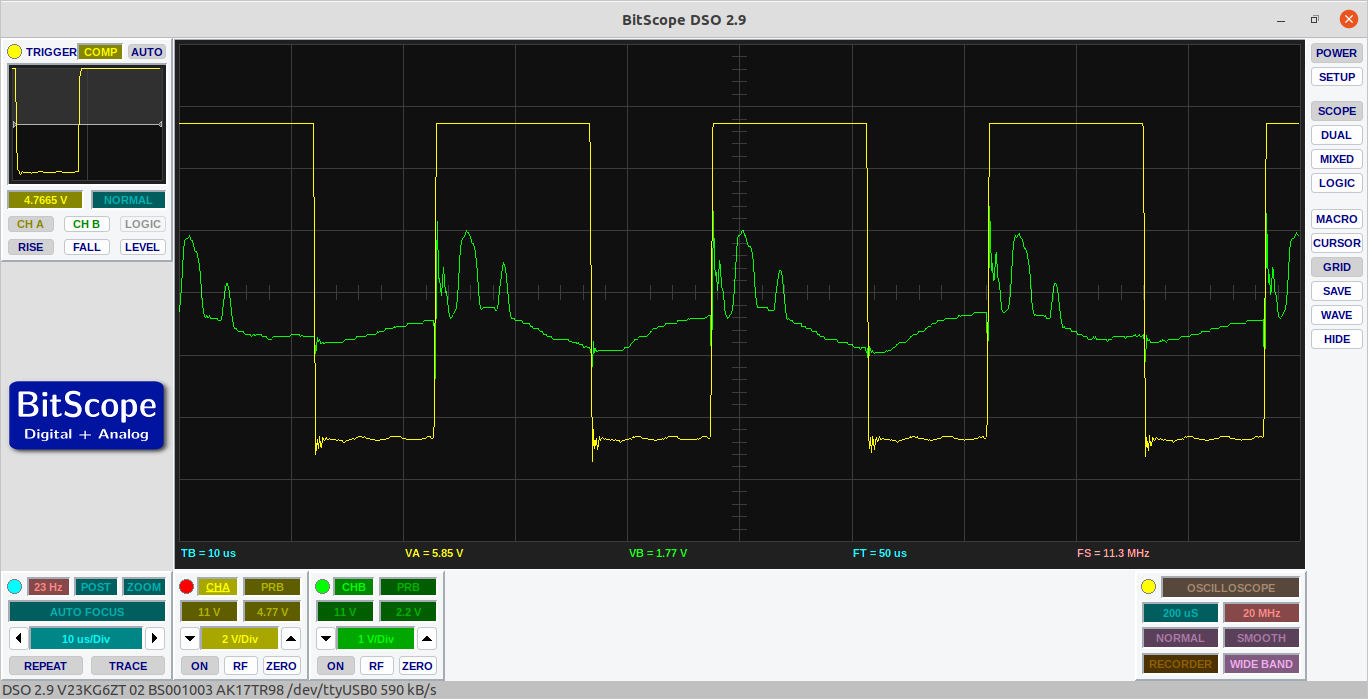 BitScope DSO 2.9
TRIGGER COMP AUTO
4.7665 V NORMAL
CH A CH B LOGIC
RISE FALL LEVEL
BitScope
Digital + Analog
TB = 10 us VA = 5.85 V VB = 1.77 V FT = 50 us FS = 11.3 MHz
POWER
SETUP
SCOPE
DUAL
MIXED
LOGIC
MACRO
CURSOR
GRID
SAVE
WAVE
HIDE
23 Hz POST ZOOM
AUTO FOCUS
10 us/Div
REPEAT TRACE
CHA PRB
11 V 4.77 V
2 V/Div
ON RF ZERO
CHB PRB
11 V 2.2 V
1 V/Div
ON RF ZERO
OSCILLOSCOPE
200 uS 20 MHz
NORMAL SMOOTH
RECORDER WIDE BAND
DSO 2.9 V23KG6ZT 02 BS001003 AK17TR98 /dev/ttyUSB0 590 kB/s